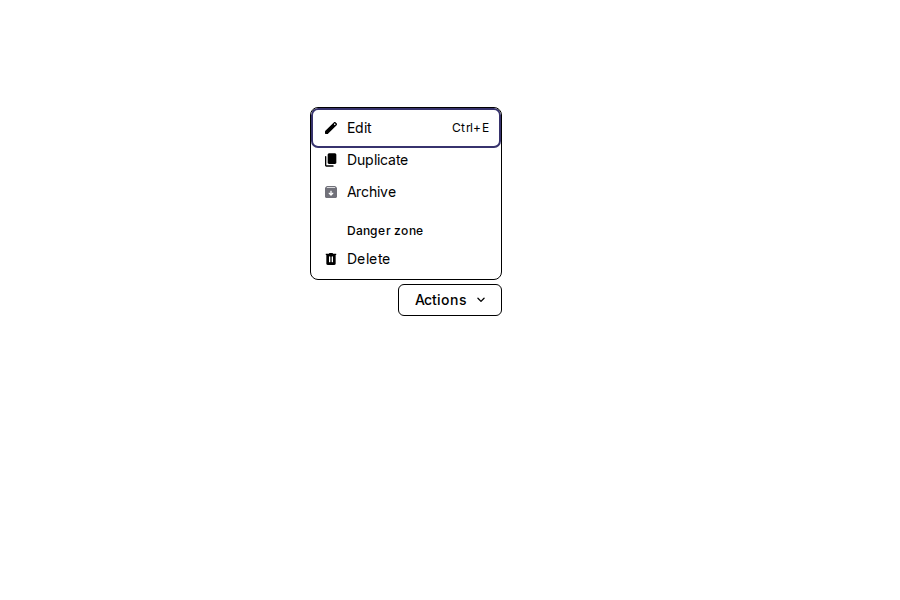 Edit Ctrl+E
Duplicate
Archive
Danger zone
Delete
Actions